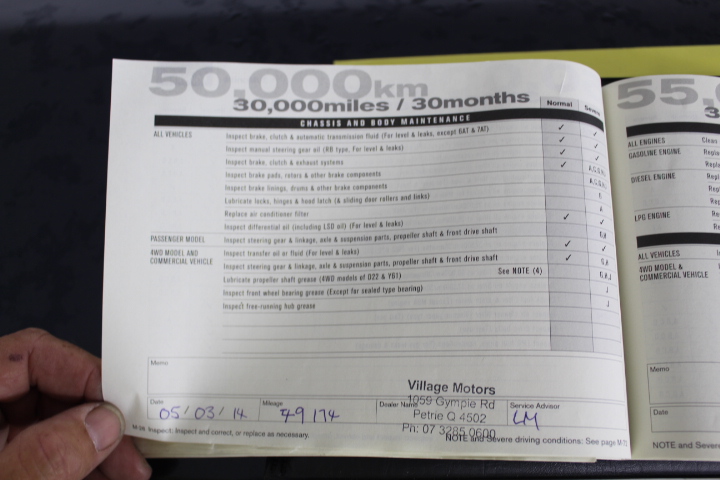 50,000km
30,000miles / 30months
Normal Severe
CHASSIS AND BODY MAINTENANCE
ALL VEHICLES Inspect brake, clutch & automatic transmission fluid (For level & leaks, except 6AT & 7AT) ✓ ✓
Inspect manual steering gear oil (RB type, For level & leaks) ✓ ✓
Inspect brake, clutch & exhaust systems ✓ ✓
Inspect brake pads, rotors & other brake components ✓
Inspect brake linings, drums & other brake components
Lubricate locks, hinges & hood latch (& sliding door rollers and links)
Replace air conditioner filter
Inspect differential oil (including LSD oil) (For level & leaks) ✓ ✓
PASSENGER MODEL Inspect steering gear & linkage, axle & suspension parts, propeller shaft & front drive shaft
4WD MODEL AND Inspect transfer oil or fluid (For level & leaks) ✓ ✓
COMMERCIAL VEHICLE Inspect steering gear & linkage, axle & suspension parts, propeller shaft & front drive shaft ✓
Lubricate propeller shaft grease (4WD models of D22 & Y61) See NOTE (4)
Inspect front wheel bearing grease (Except for sealed type bearing)
Inspect free-running hub grease
Memo
Village Motors
1059 Gympie Rd
Petrie Q 4502
Ph: 07 3285 0600
Date Mileage Dealer Name Service Advisor
05/03/14 49174 LM
Inspect: Inspect and correct, or replace as necessary.
NOTE and Severe driving conditions: See page
55,
3
ALL ENGINES Clean
GASOLINE ENGINE Repla
Repla
DIESEL ENGINE Repl
Repl
LPG ENGINE
ALL VEHICLES
4WD MODEL &
COMMERCIAL VEHICLE
Memo
Date
NOTE and Severe